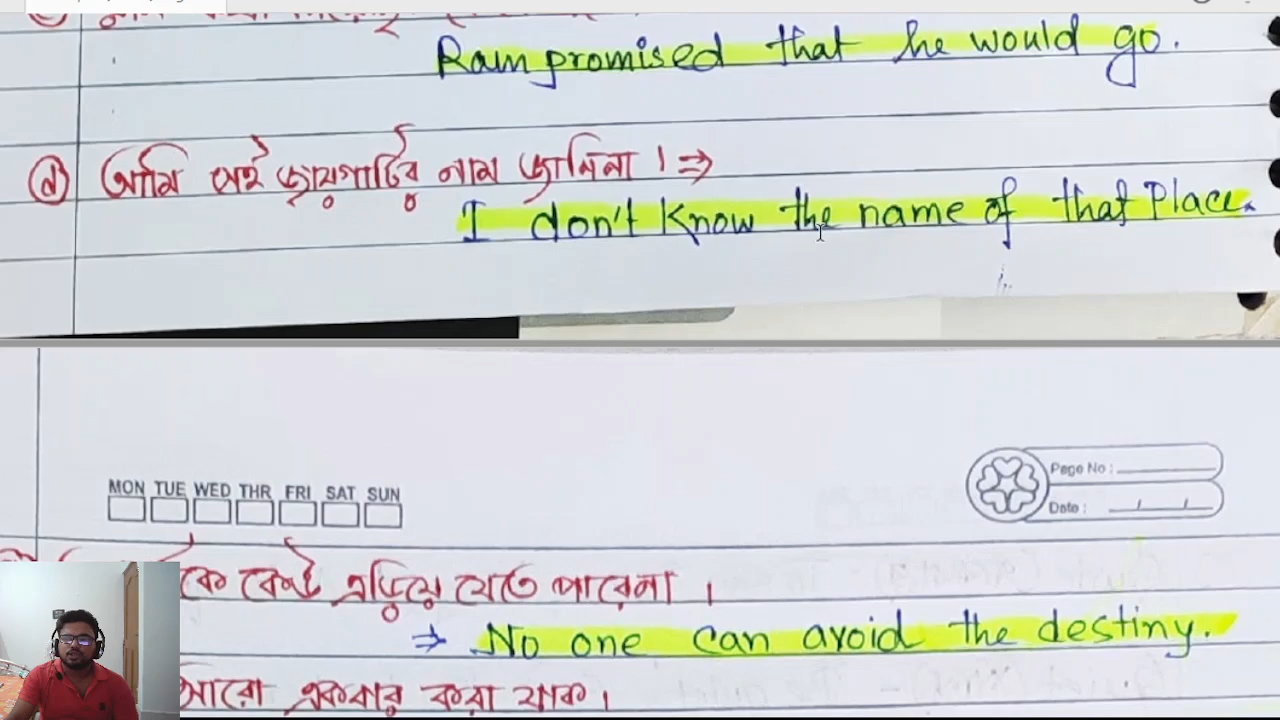 Ram promised that he would go.
(d) আমি সেই জায়গাটির নাম জানিনা। ⇒
I don't know the name of that Place.
MON TUE WED THR FRI SAT SUN
Page No :
Date :
কে কেউ এড়িয়ে যেতে পারেনা।
⇒ No one can avoid the destiny.
আরো একবার করা যাক।